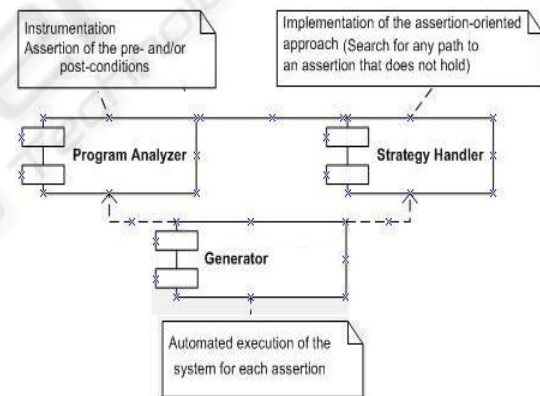 Instrumentation
Assertion of the pre- and/or
post-conditions
Implementation of the assertion-oriented
approach (Search for any path to
an assertion that does not hold)
Program Analyzer
Strategy Handler
Generator
Automated execution of the
system for each assertion